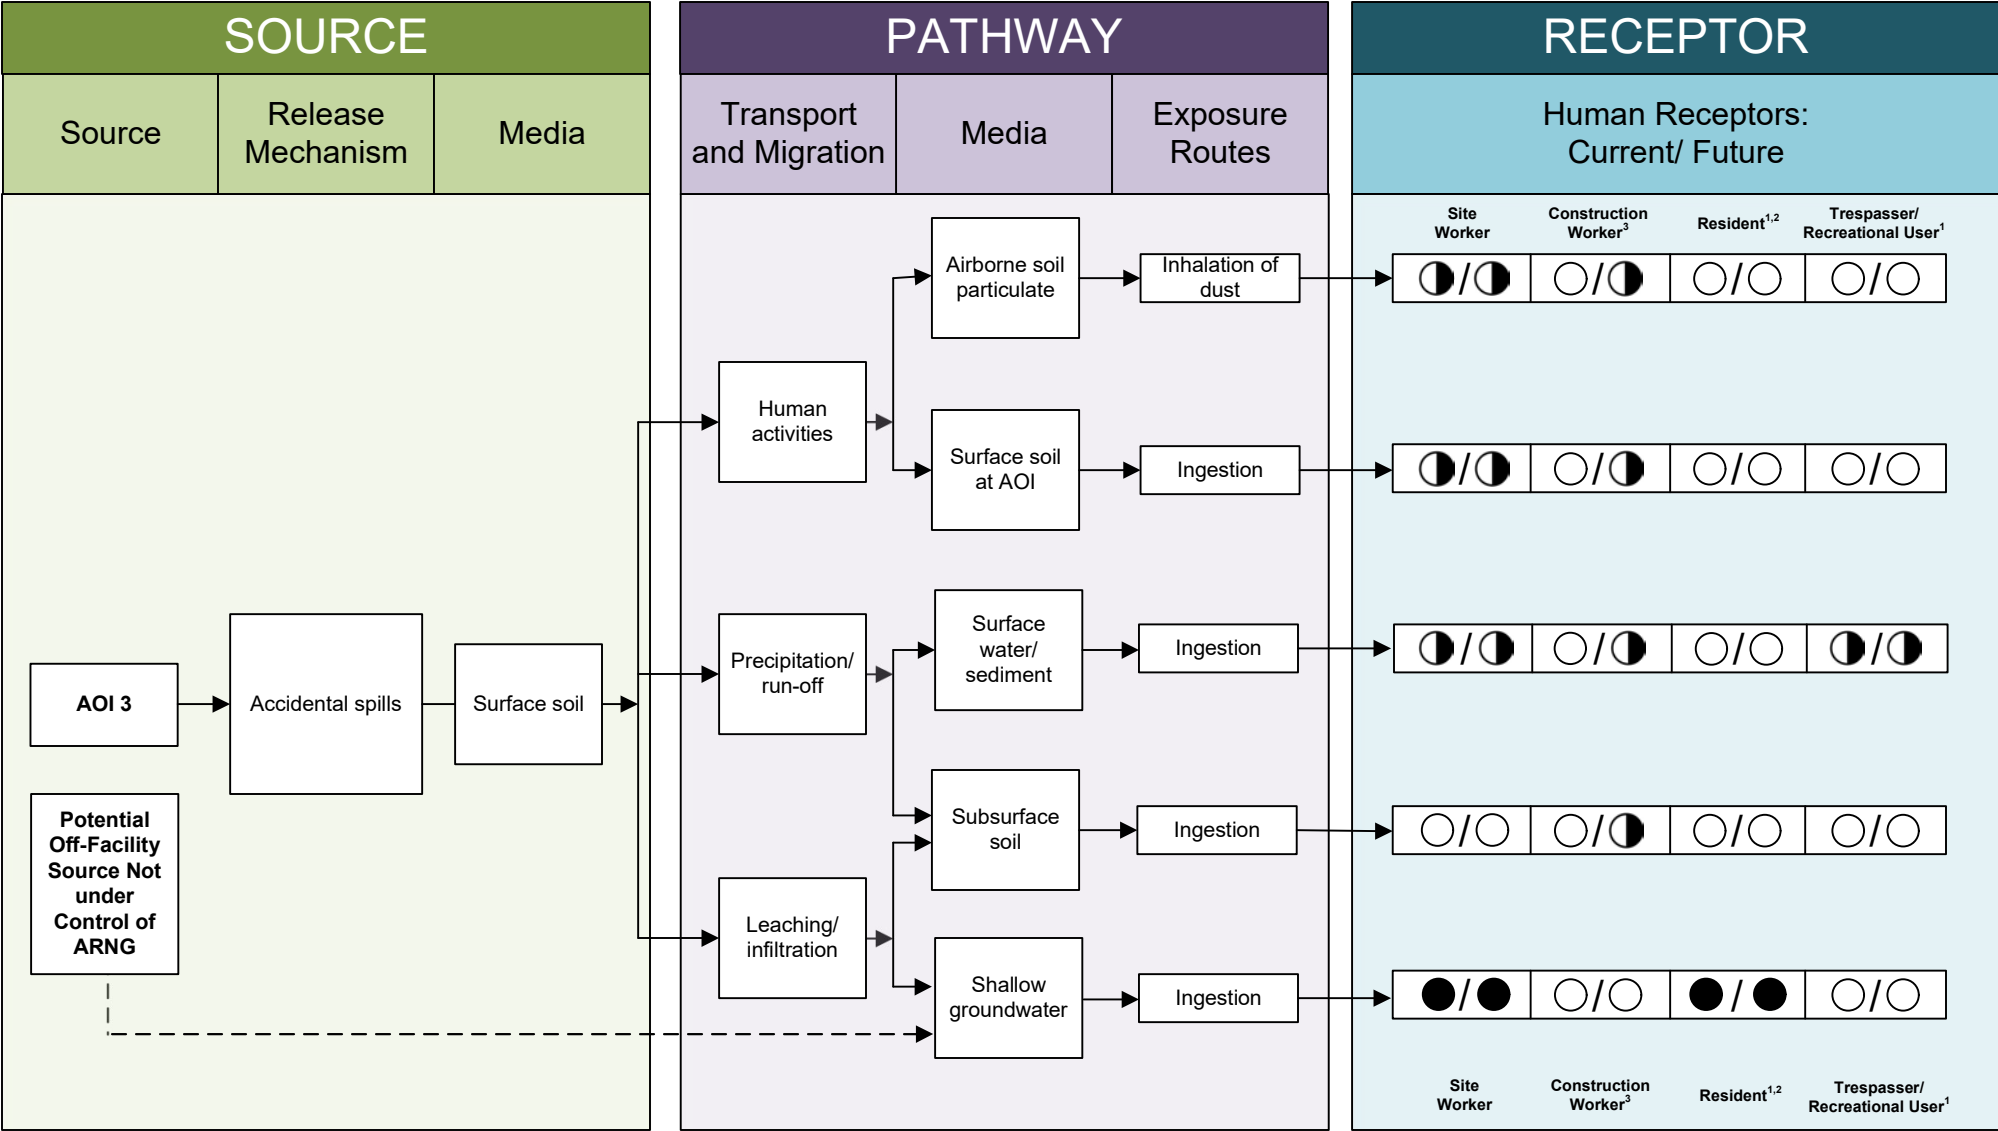 SOURCE
PATHWAY
RECEPTOR
Source
Release
Mechanism
Media
Transport
and Migration
Media
Exposure
Routes
Human Receptors:
Current/ Future
Site
Worker
Construction
Worker³
Resident¹,²
Trespasser/
Recreational User¹
Airborne soil
particulate
Inhalation of
dust
/
/
/
/
Human
activities
Surface soil
at AOI
Ingestion
/
/
/
/
Precipitation/
run-off
Surface
water/
sediment
Ingestion
/
/
/
/
AOI 3
Accidental spills
Surface soil
Potential
Off-Facility
Source Not
under
Control of
ARNG
Subsurface
soil
Ingestion
/
/
/
/
Leaching/
infiltration
Shallow
groundwater
Ingestion
/
/
/
/
Site
Worker
Construction
Worker³
Resident¹,²
Trespasser/
Recreational User¹